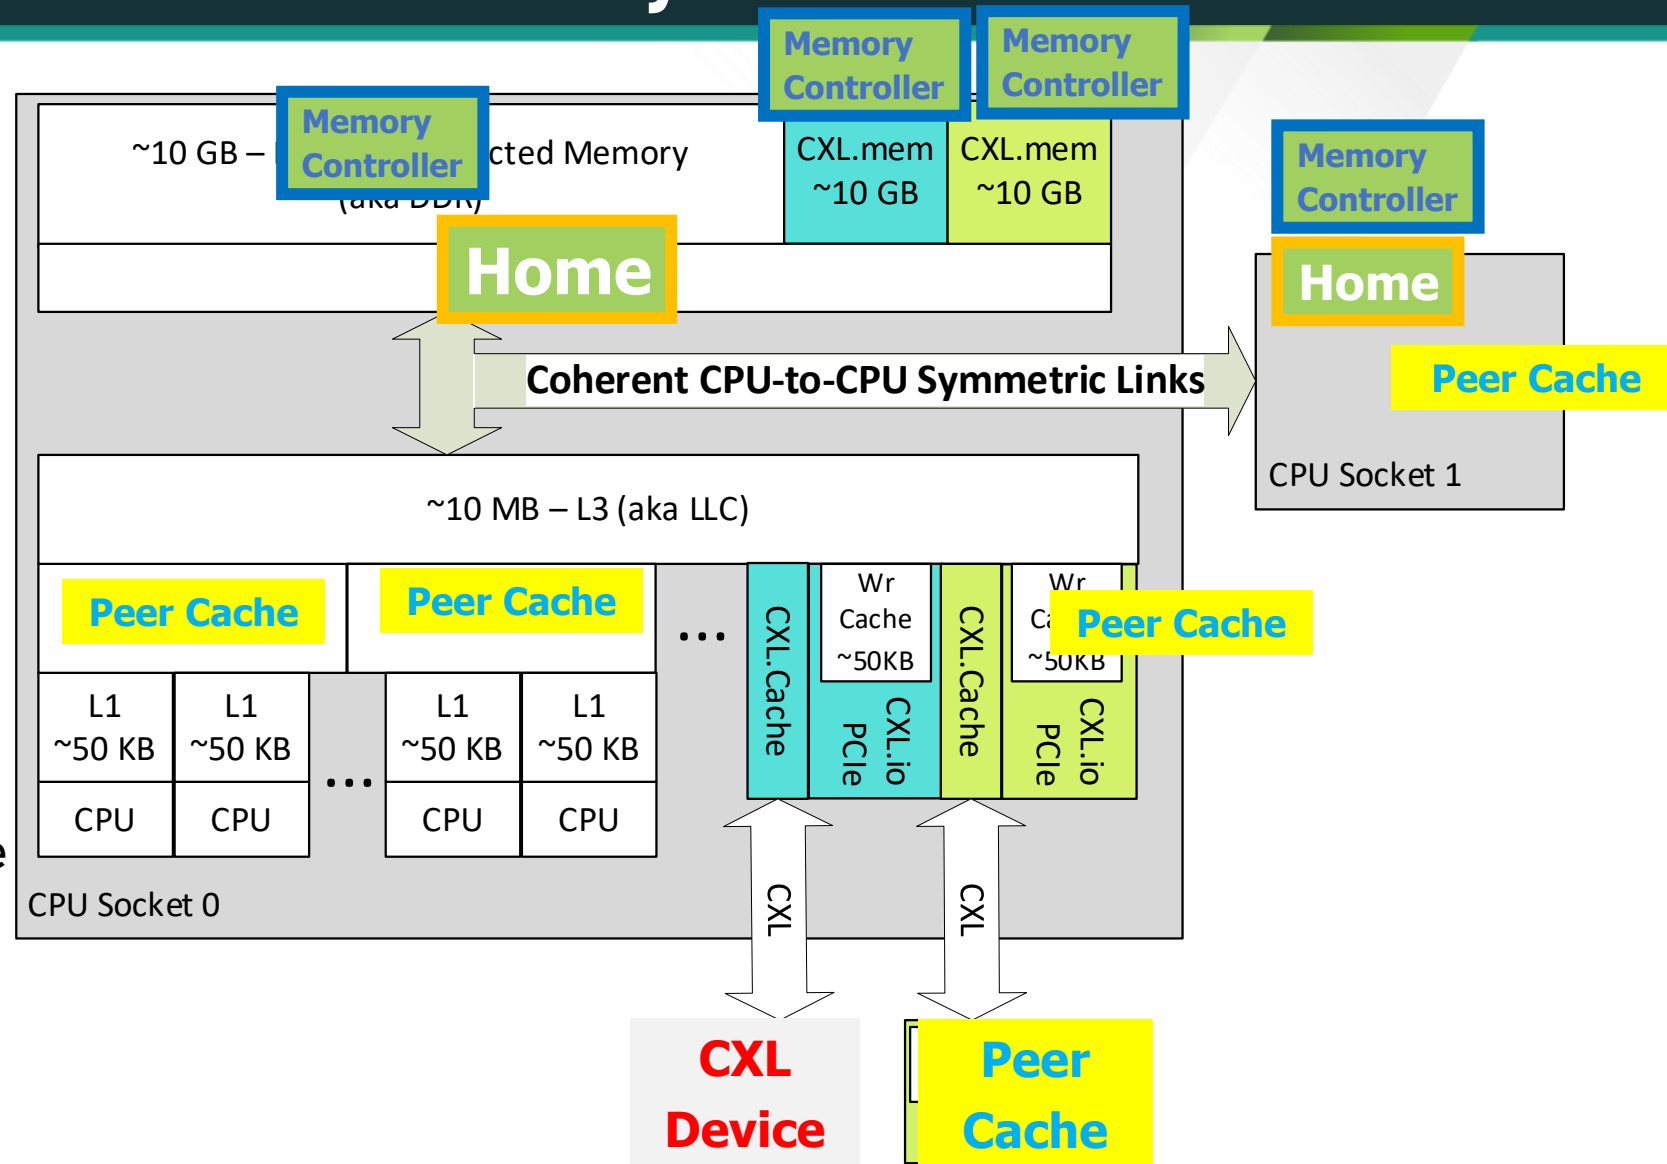 Memory
Controller
Memory
Controller
Memory
Controller
~10 GB –
cted Memory
(aka DDR)
CXL.mem
~10 GB
CXL.mem
~10 GB
Memory
Controller
Home
Home
Coherent CPU-to-CPU Symmetric Links
Peer Cache
CPU Socket 1
~10 MB – L3 (aka LLC)
Peer Cache
Peer Cache
...
CXL.Cache
Wr
Cache
~50KB
CXL.io
PCIe
CXL.Cache
Wr
~50KB
Peer Cache
CXL.io
PCIe
L1
~50 KB
L1
~50 KB
...
L1
~50 KB
L1
~50 KB
CPU
CPU
CPU
CPU
CPU Socket 0
CXL
CXL
CXL
Device
Peer
Cache